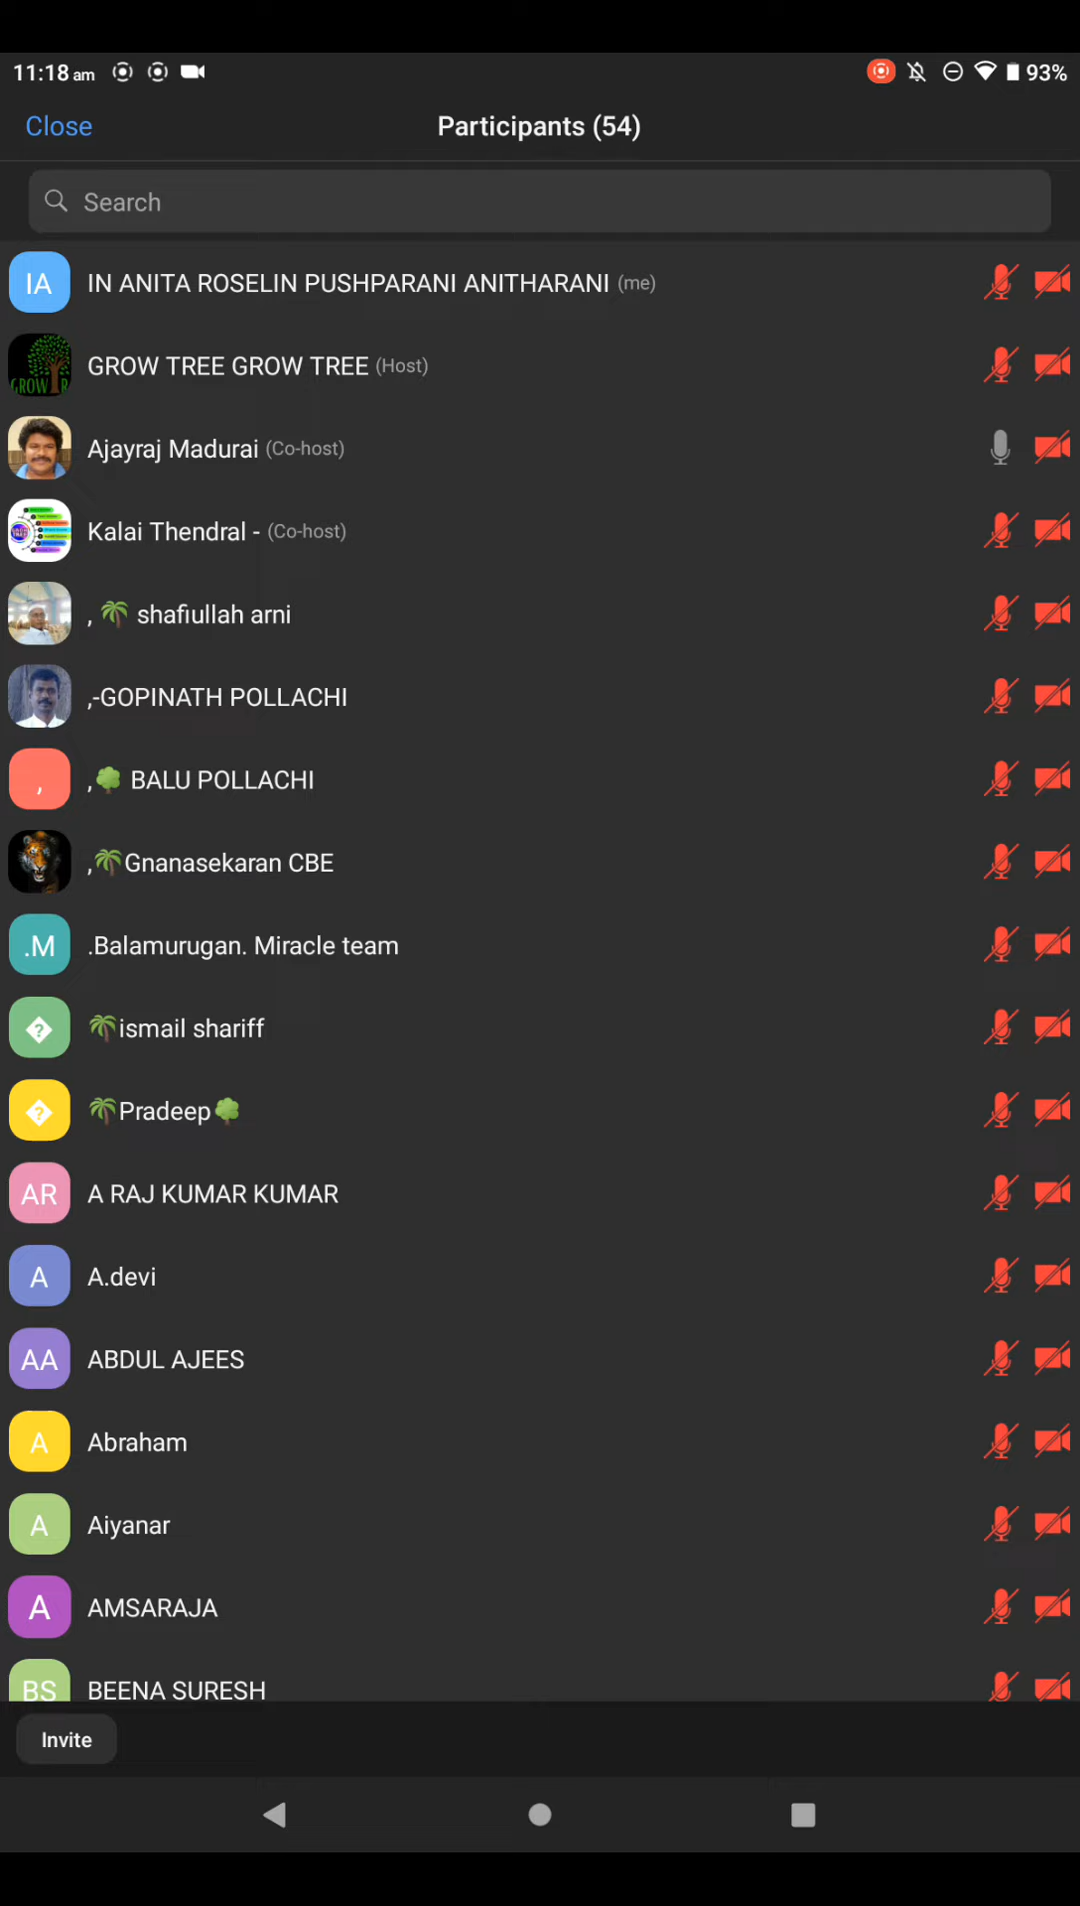 11:18 am 93%
Close Participants (54)
Search
IA IN ANITA ROSELIN PUSHPARANI ANITHARANI (me)
GROW TREE GROW TREE (Host)
Ajayraj Madurai (Co-host)
Kalai Thendral - (Co-host)
, 🌴 shafiullah arni
,-GOPINATH POLLACHI
, ,🌳 BALU POLLACHI
,🌴Gnanasekaran CBE
.M .Balamurugan. Miracle team
🌴ismail shariff
🌴Pradeep🌳
AR A RAJ KUMAR KUMAR
A A.devi
AA ABDUL AJEES
A Abraham
A Aiyanar
A AMSARAJA
BS BEENA SURESH
Invite